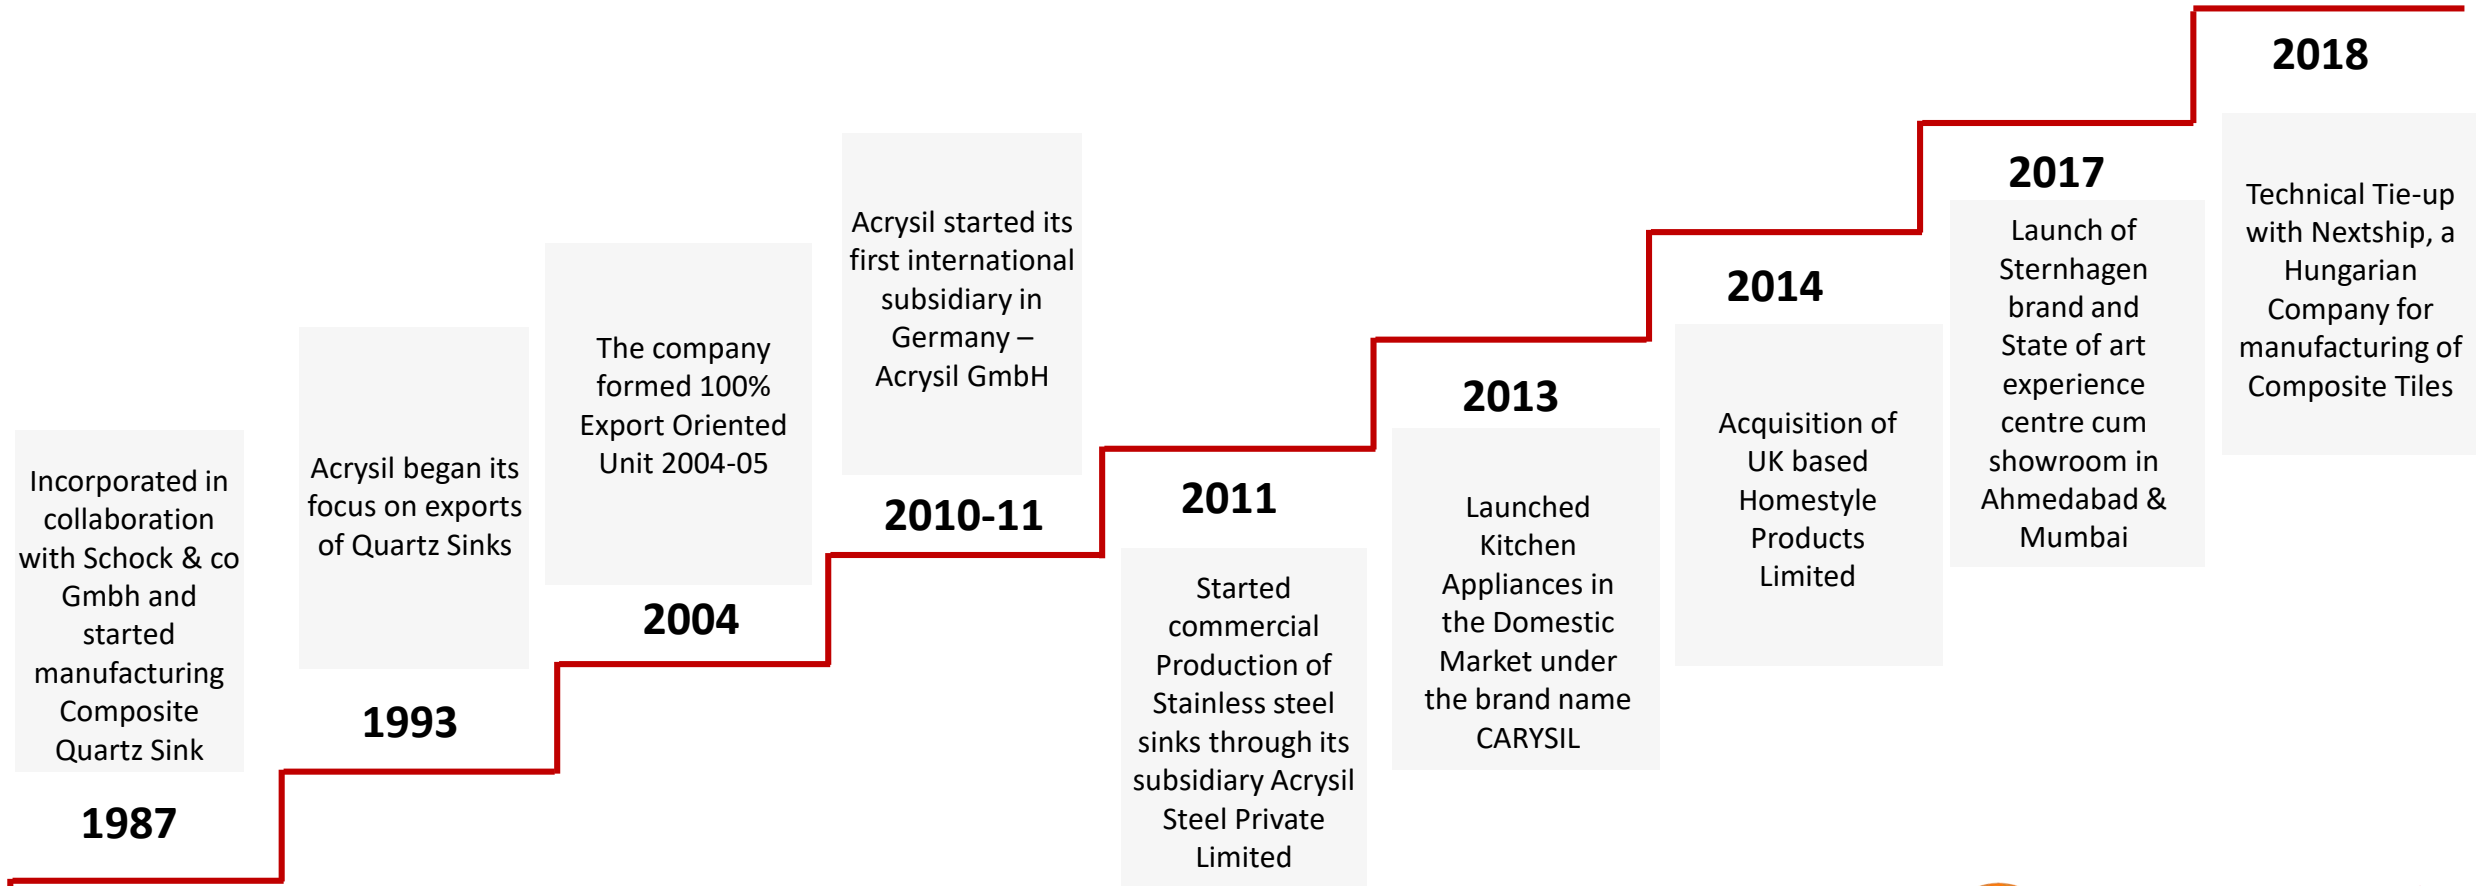 Incorporated in
collaboration
with Schock & co
Gmbh and
started
manufacturing
Composite
Quartz Sink
1987
Acrysil began its
focus on exports
of Quartz Sinks
1993
The company
formed 100%
Export Oriented
Unit 2004-05
2004
Acrysil started its
first international
subsidiary in
Germany –
Acrysil GmbH
2010-11
2011
Started
commercial
Production of
Stainless steel
sinks through its
subsidiary Acrysil
Steel Private
Limited
2013
Launched
Kitchen
Appliances in
the Domestic
Market under
the brand name
CARYSIL
2014
Acquisition of
UK based
Homestyle
Products
Limited
2017
Launch of
Sternhagen
brand and
State of art
experience
centre cum
showroom in
Ahmedabad &
Mumbai
2018
Technical Tie-up
with Nextship, a
Hungarian
Company for
manufacturing of
Composite Tiles